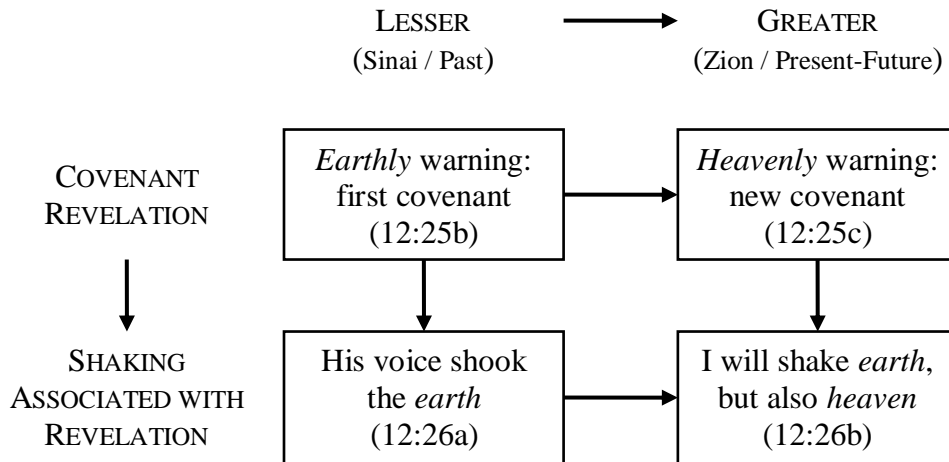 LESSER
GREATER
(Sinai / Past)
(Zion / Present-Future)
COVENANT
REVELATION
Earthly warning:
first covenant
(12:25b)
Heavenly warning:
new covenant
(12:25c)
SHAKING
ASSOCIATED WITH
REVELATION
His voice shook
the earth
(12:26a)
I will shake earth,
but also heaven
(12:26b)